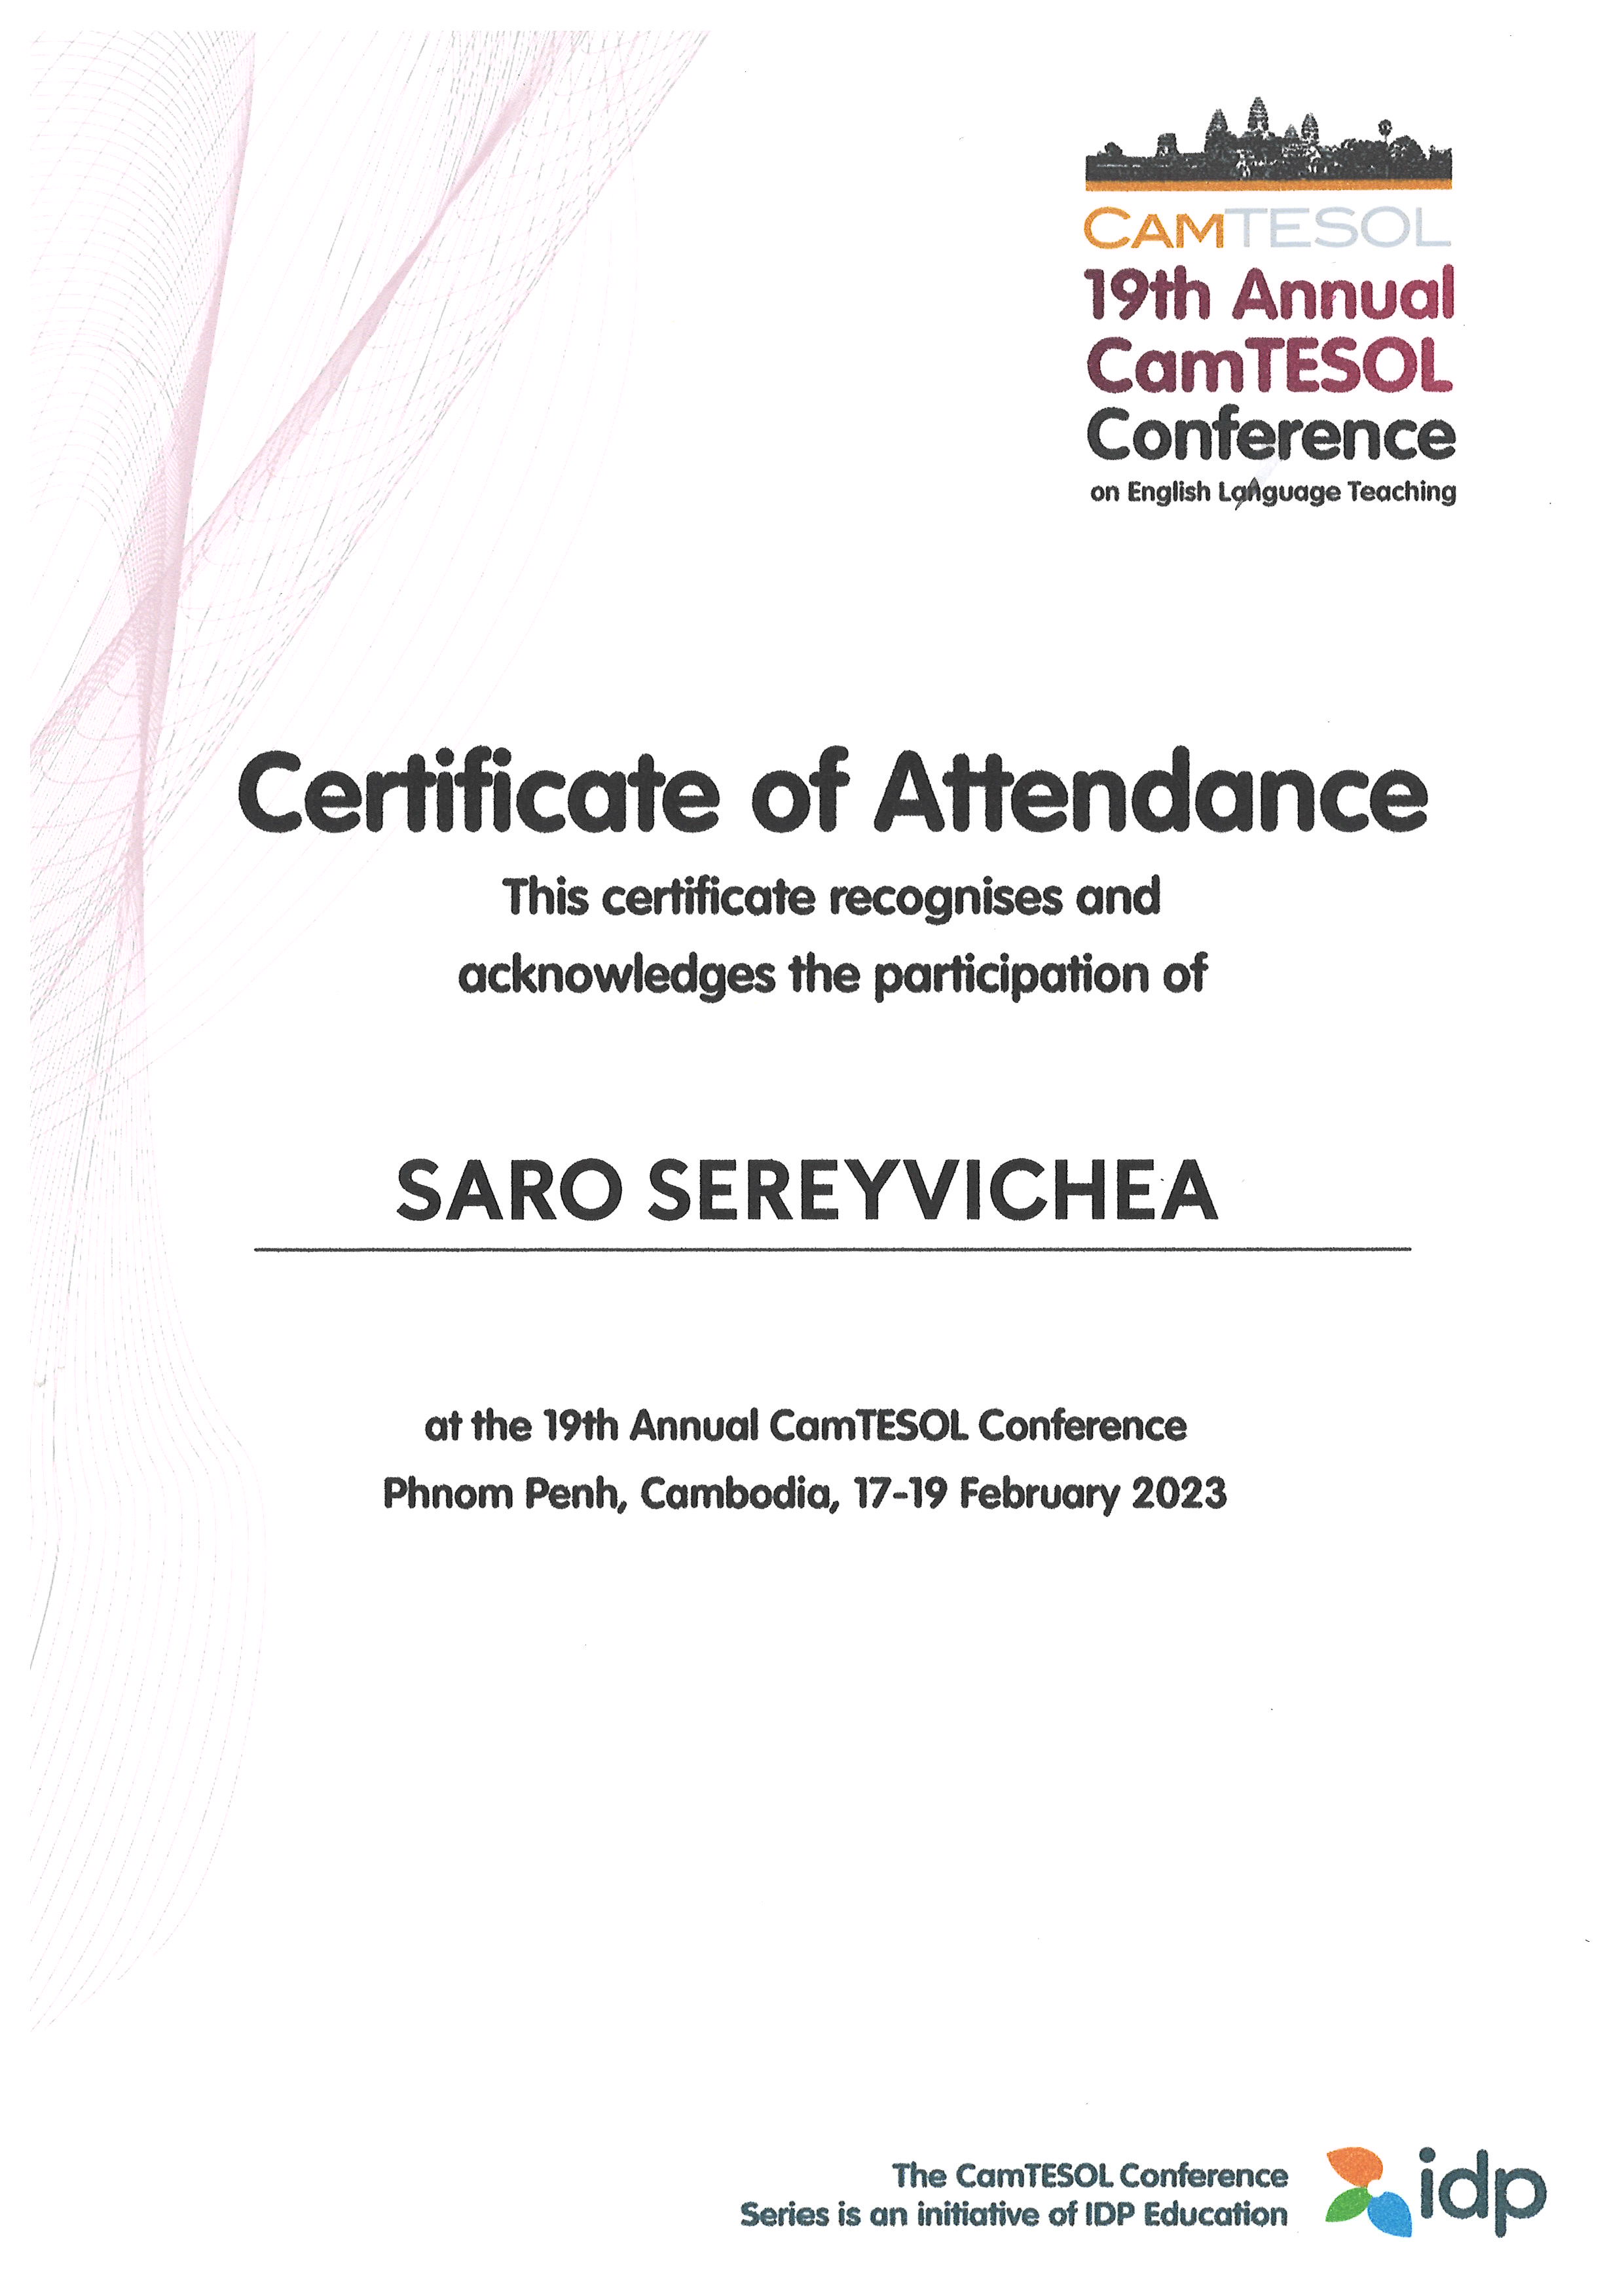 CAMTESOL
19th Annual
CamTESOL
Conference
on English Language Teaching
Certificate of Attendance
This certificate recognises and
acknowledges the participation of
SARO SEREYVICHEA
at the 19th Annual CamTESOL Conference
Phnom Penh, Cambodia, 17-19 February 2023
The CamTESOL Conference
Series is an initiative of IDP Education
idp